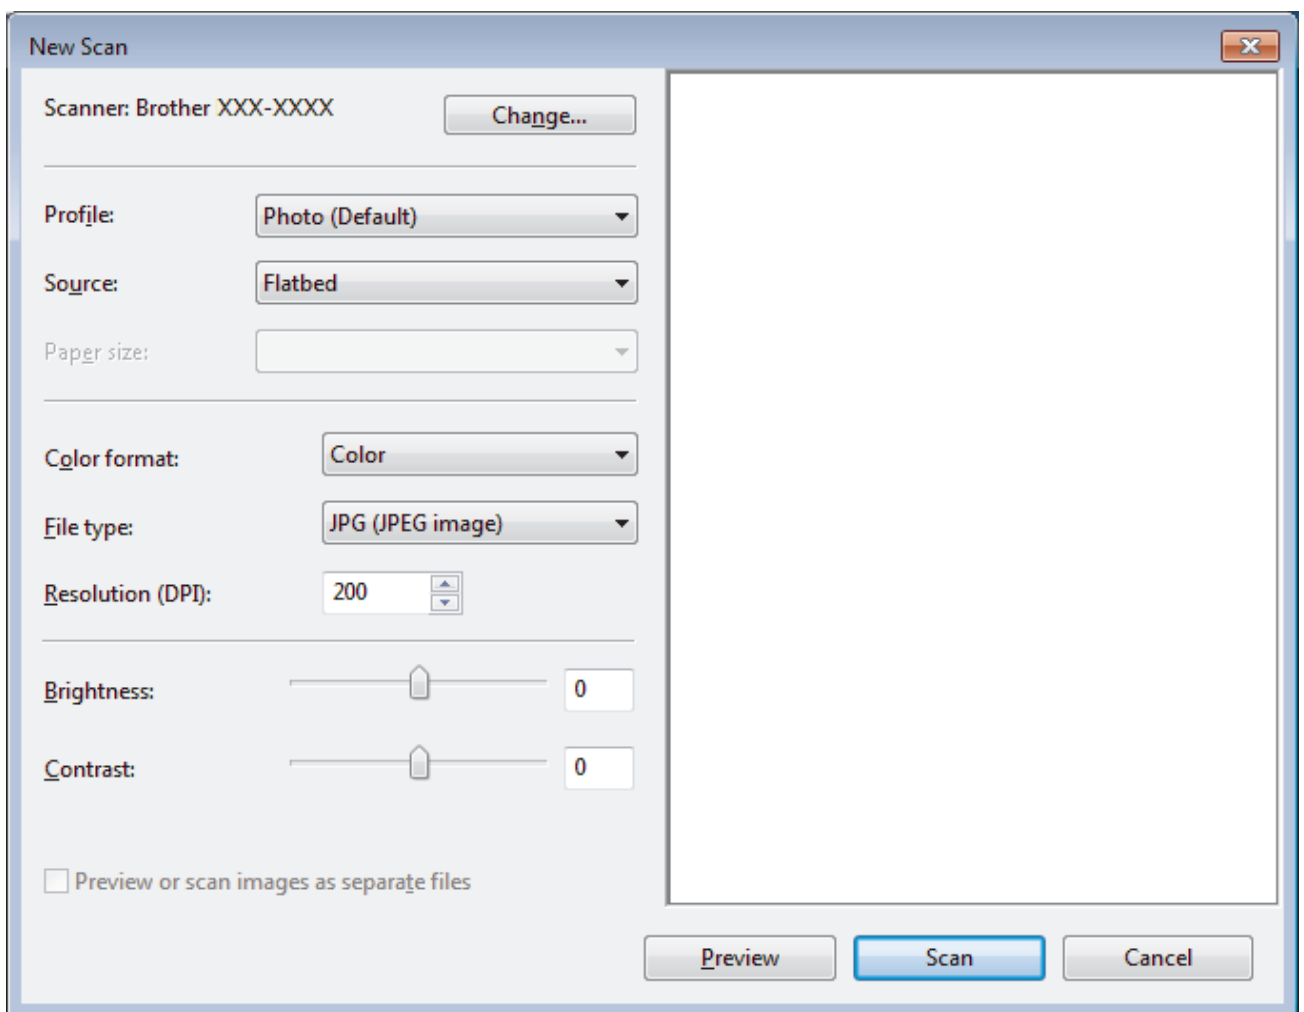 New Scan
Scanner: Brother XXX-XXXX
Change...
Profile:
Photo (Default)
Source:
Flatbed
Paper size:
Color format:
Color
File type:
JPG (JPEG image)
Resolution (DPI):
200
Brightness:
0
Contrast:
0
Preview or scan images as separate files
Preview
Scan
Cancel